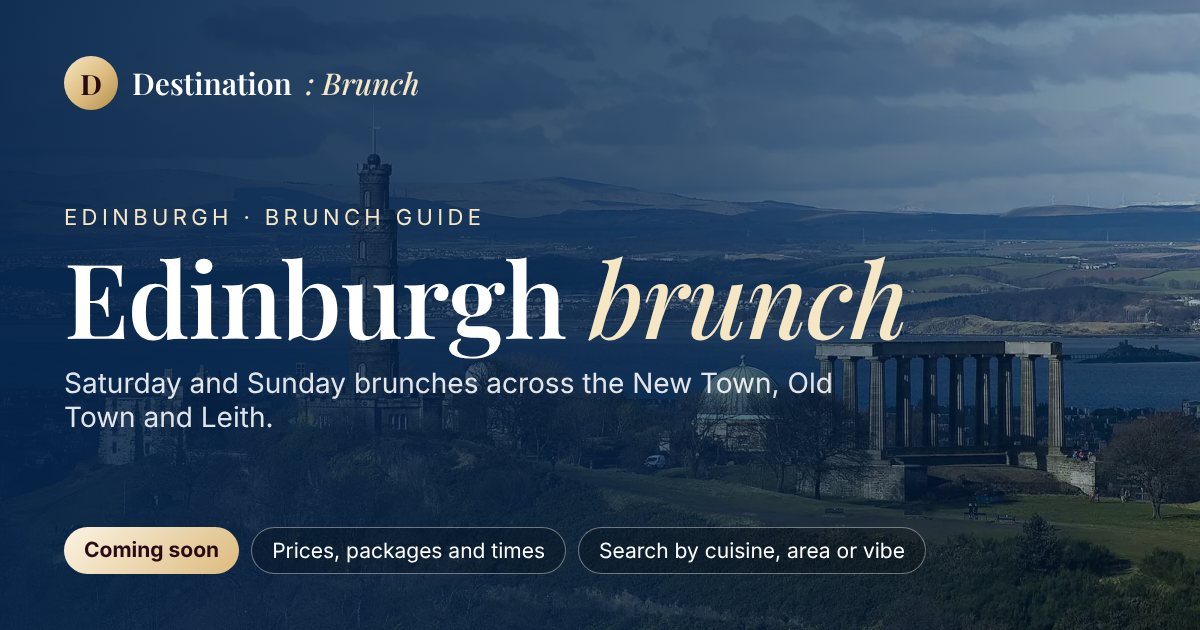 D Destination : Brunch
EDINBURGH · BRUNCH GUIDE
Edinburgh brunch
Saturday and Sunday brunches across the New Town, Old
Town and Leith.
Coming soon Prices, packages and times Search by cuisine, area or vibe